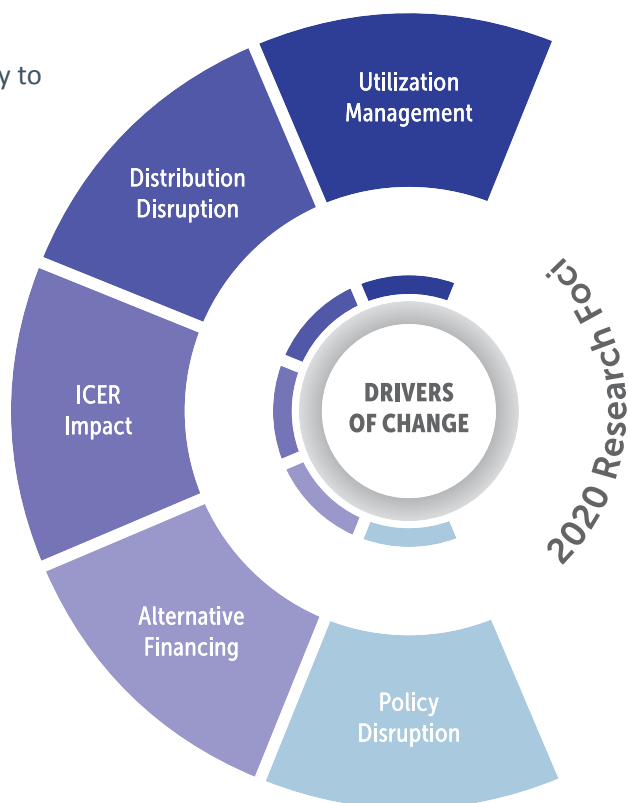 y to
Utilization
Management
Distribution
Disruption
ICER
Impact
Alternative
Financing
Policy
Disruption
DRIVERS
OF CHANGE
2020 Research Foci